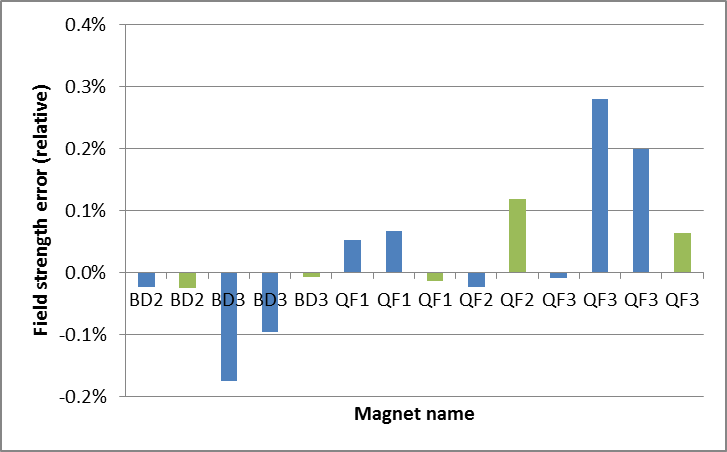 0.4%
0.3%
0.2%
0.1%
0.0%
-0.1%
-0.2%
Field strength error (relative)
BD2 BD2 BD3 BD3 BD3 QF1 QF1 QF1 QF2 QF2 QF3 QF3 QF3 QF3
Magnet name